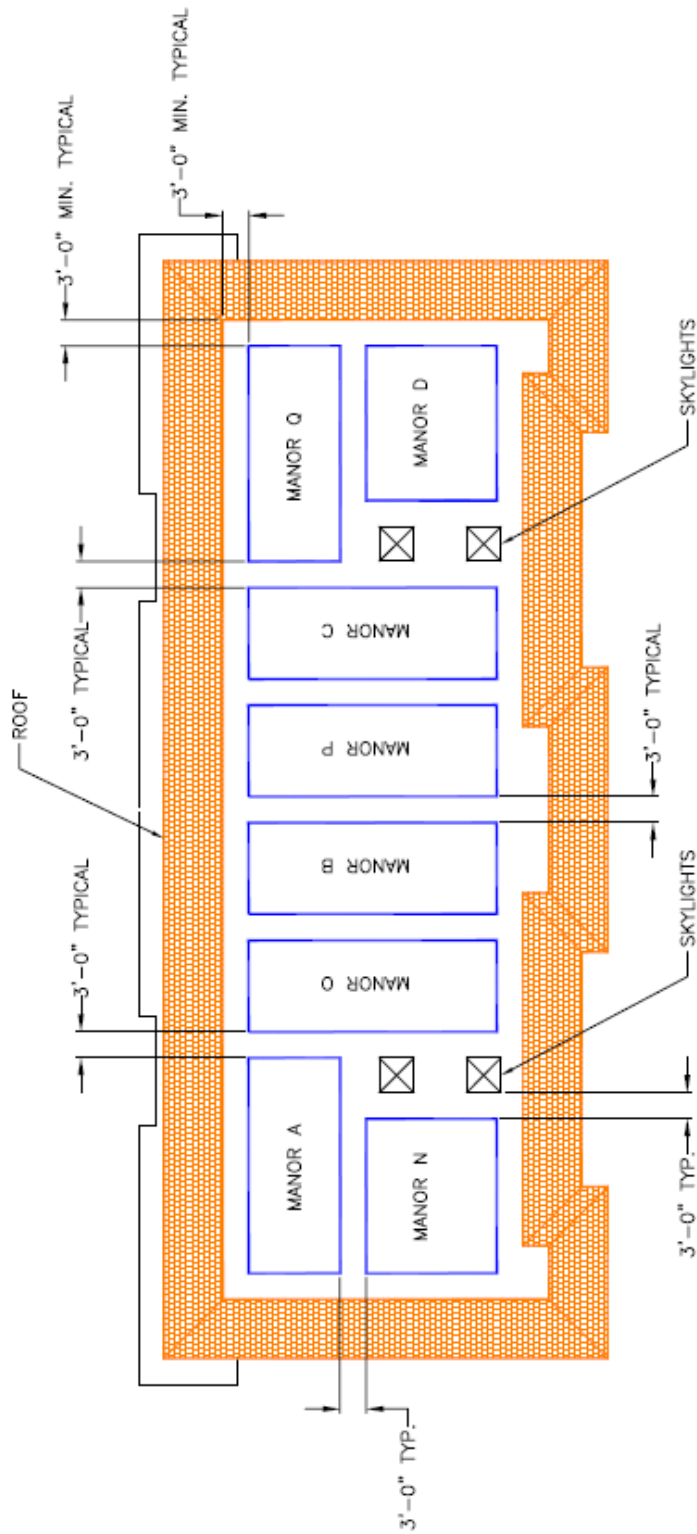 ROOF
3'-0" MIN. TYPICAL
3'-0" TYPICAL
3'-0" TYPICAL
3'-0" MIN. TYPICAL
MANOR A
MANOR O
MANOR B
MANOR P
MANOR C
MANOR Q
MANOR N
MANOR D
3'-0" TYP.
3'-0" TYP.
SKYLIGHTS
3'-0" TYPICAL
SKYLIGHTS